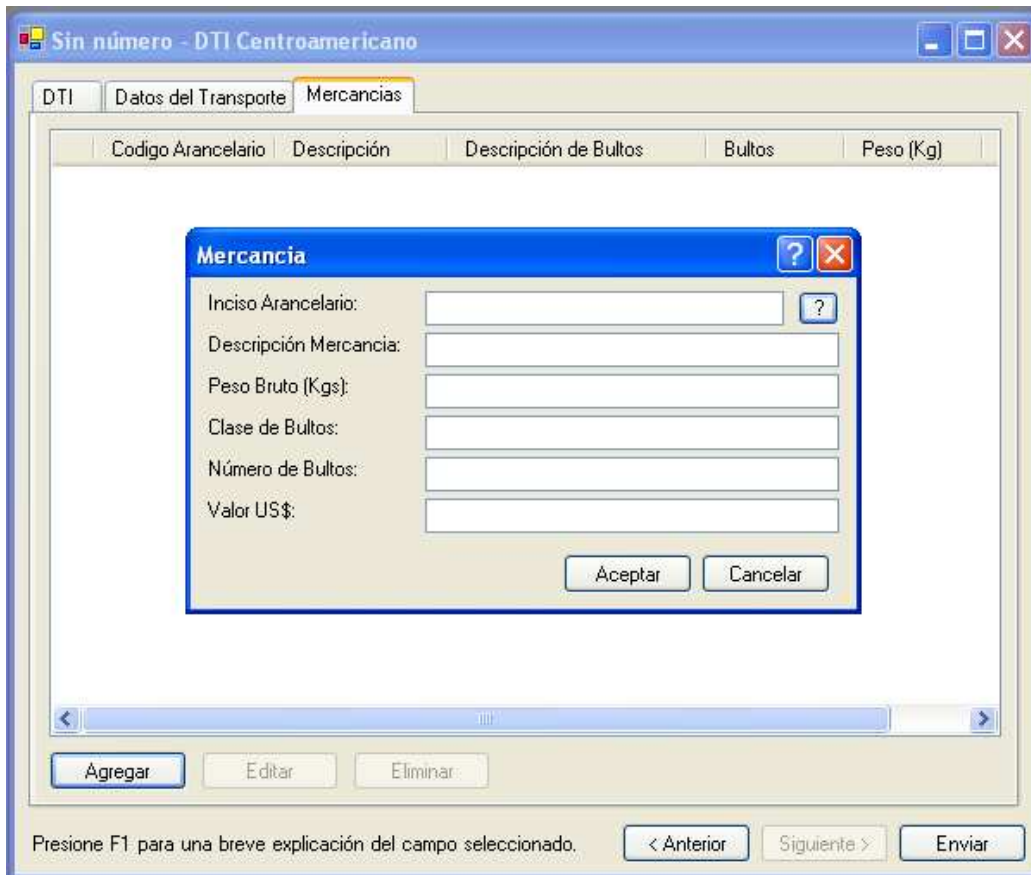 Sin número - DTI Centroamericano
DTI Datos del Transporte Mercancias
Codigo Arancelario Descripción Descripción de Bultos Bultos Peso (Kg)
Mercancia ?
Inciso Arancelario: ?
Descripción Mercancia:
Peso Bruto (Kgs):
Clase de Bultos:
Número de Bultos:
Valor US$:
Aceptar Cancelar
Agregar Editar Eliminar
Presione F1 para una breve explicación del campo seleccionado. < Anterior Siguiente > Enviar